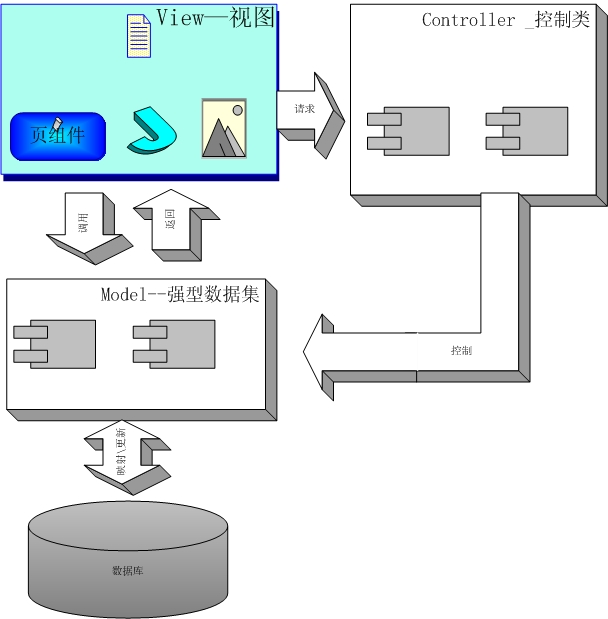 View—视图
Controller _控制类
请求
页组件
调用
返回
Model--强型数据集
控制
映射\更新
数据库